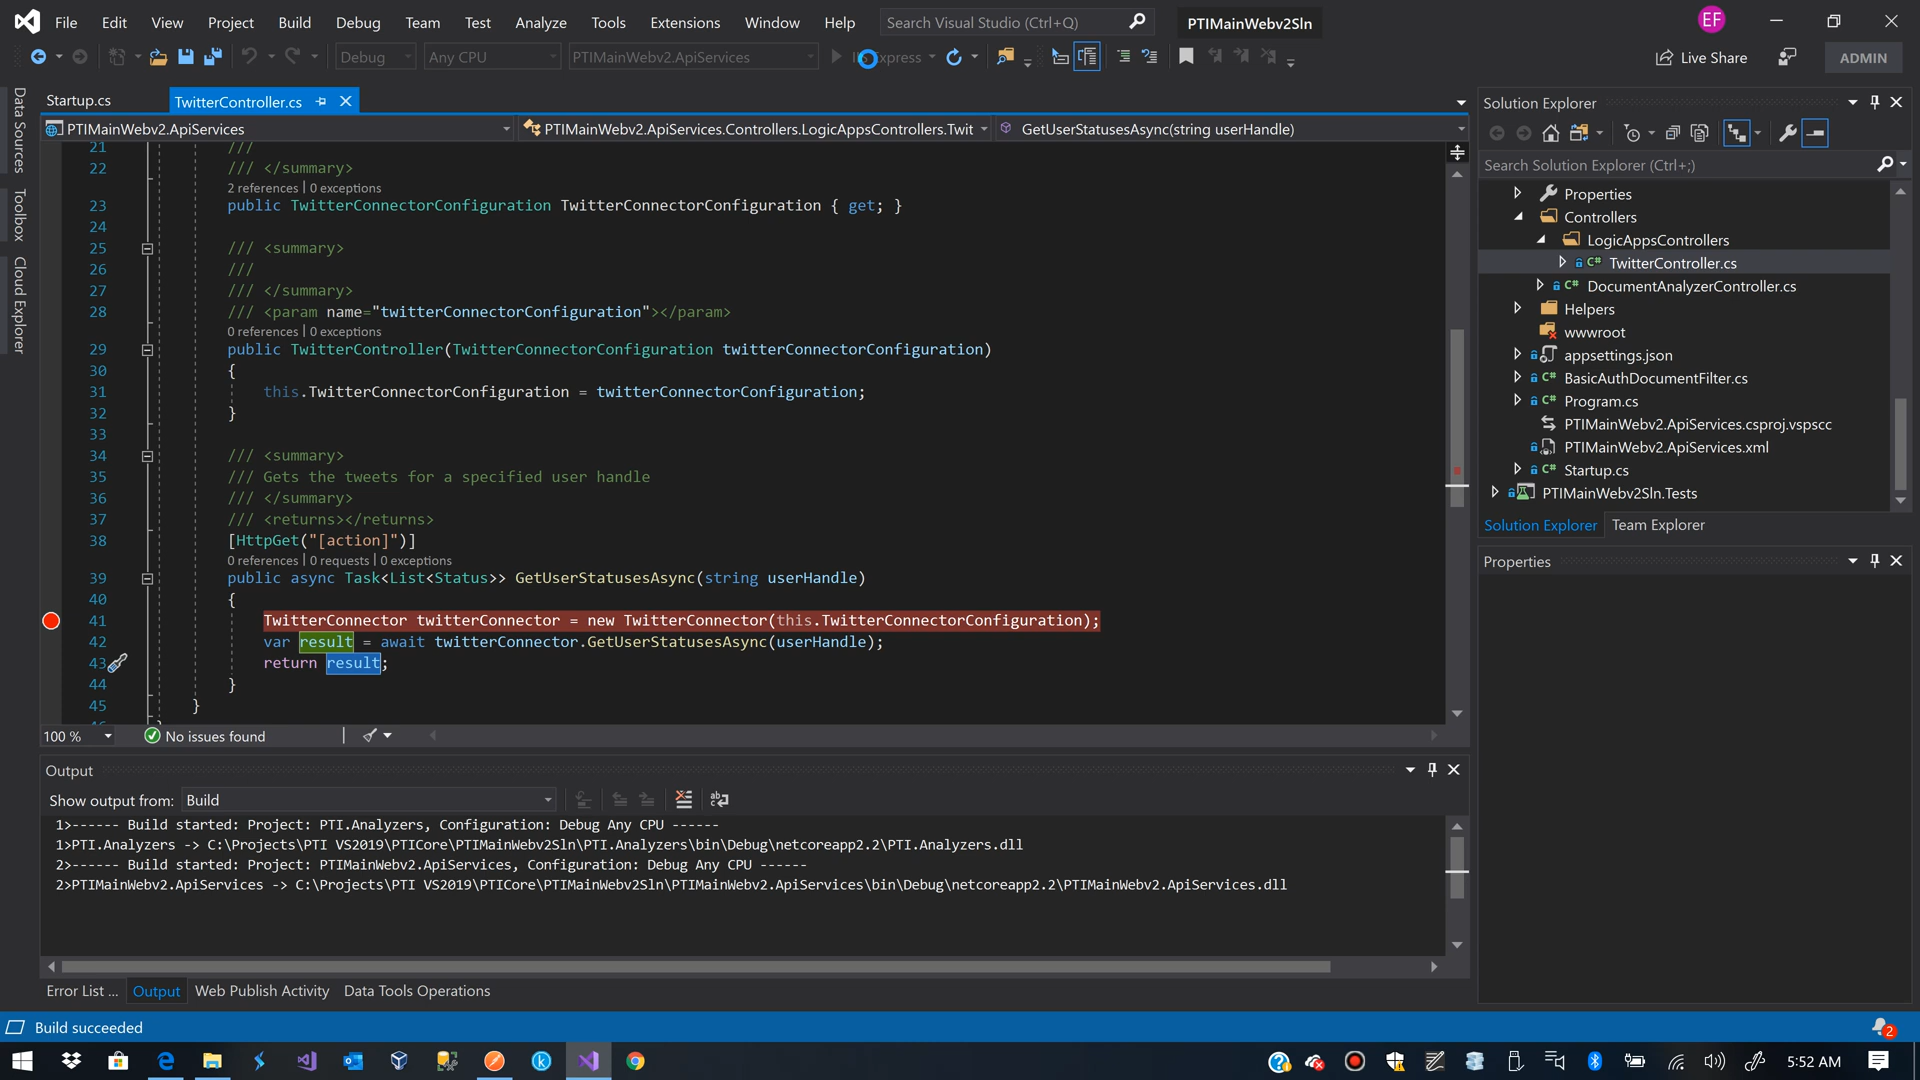 File Edit View Project Build Debug Team Test Analyze Tools Extensions Window Help Search Visual Studio (Ctrl+Q) PTIMainWebv2Sln EF
Debug Any CPU PTIMainWebv2.ApiServices Express Live Share ADMIN
Startup.cs TwitterController.cs
PTIMainWebv2.ApiServices PTIMainWebv2.ApiServices.Controllers.LogicAppsControllers.Twit GetUserStatusesAsync(string userHandle)
21 ///
22 /// </summary>
2 references | 0 exceptions
23 public TwitterConnectorConfiguration TwitterConnectorConfiguration { get; }
24
25 /// <summary>
26 ///
27 /// </summary>
28 /// <param name="twitterConnectorConfiguration"></param>
0 references | 0 exceptions
29 public TwitterController(TwitterConnectorConfiguration twitterConnectorConfiguration)
30 {
31 this.TwitterConnectorConfiguration = twitterConnectorConfiguration;
32 }
33
34 /// <summary>
35 /// Gets the tweets for a specified user handle
36 /// </summary>
37 /// <returns></returns>
38 [HttpGet("[action]")]
0 references | 0 requests | 0 exceptions
39 public async Task<List<Status>> GetUserStatusesAsync(string userHandle)
40 {
41 TwitterConnector twitterConnector = new TwitterConnector(this.TwitterConnectorConfiguration);
42 var result = await twitterConnector.GetUserStatusesAsync(userHandle);
43 return result;
44 }
45 }
100 % No issues found
Output
Show output from: Build
1>------ Build started: Project: PTI.Analyzers, Configuration: Debug Any CPU ------
1>PTI.Analyzers -> C:\Projects\PTI VS2019\PTICore\PTIMainWebv2Sln\PTI.Analyzers\bin\Debug\netcoreapp2.2\PTI.Analyzers.dll
2>------ Build started: Project: PTIMainWebv2.ApiServices, Configuration: Debug Any CPU ------
2>PTIMainWebv2.ApiServices -> C:\Projects\PTI VS2019\PTICore\PTIMainWebv2Sln\PTIMainWebv2.ApiServices\bin\Debug\netcoreapp2.2\PTIMainWebv2.ApiServices.dll
Error List ... Output Web Publish Activity Data Tools Operations
Build succeeded
Data Sources
Toolbox
Cloud Explorer
Solution Explorer
Search Solution Explorer (Ctrl+;)
Properties
Controllers
LogicAppsControllers
C# TwitterController.cs
C# DocumentAnalyzerController.cs
Helpers
wwwroot
appsettings.json
C# BasicAuthDocumentFilter.cs
C# Program.cs
PTIMainWebv2.ApiServices.csproj.vspscc
PTIMainWebv2.ApiServices.xml
C# Startup.cs
PTIMainWebv2Sln.Tests
Solution Explorer Team Explorer
Properties
2
5:52 AM